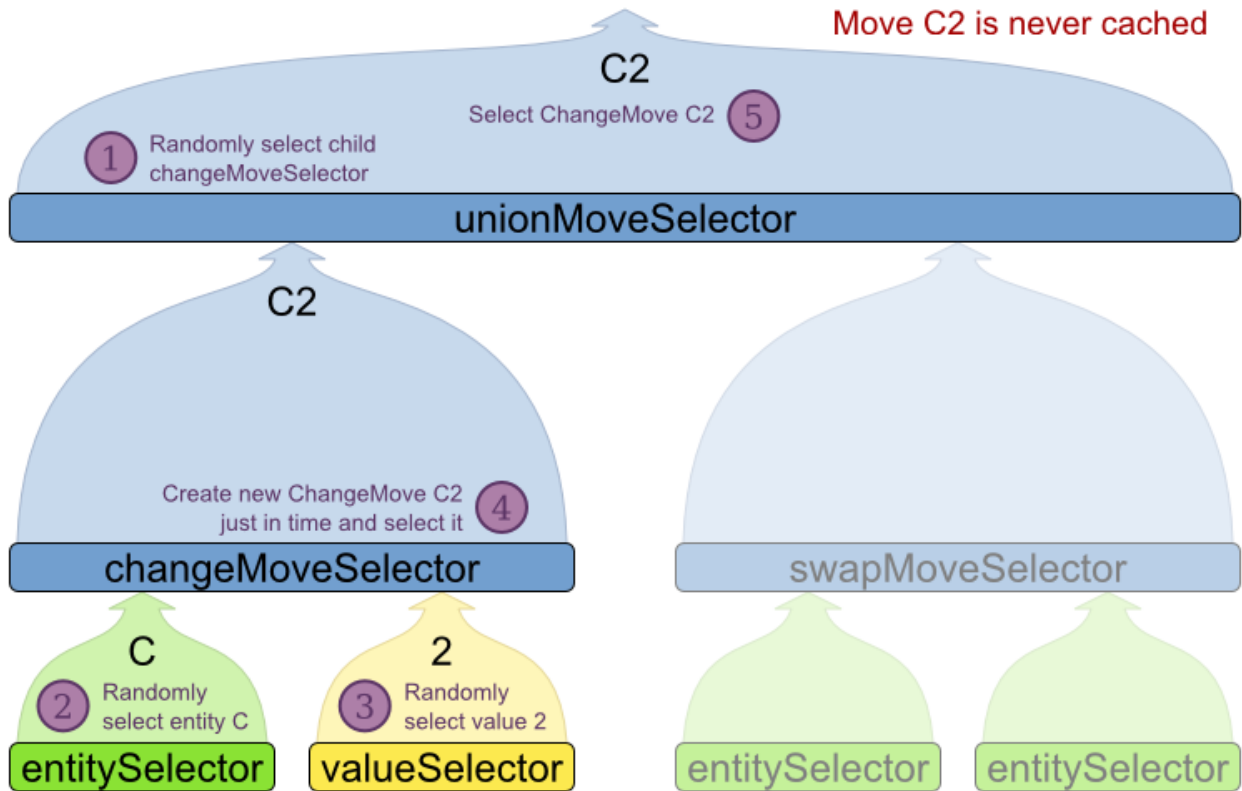 Move C2 is never cached
C2
Select ChangeMove C2 5
1 Randomly select child
changeMoveSelector
unionMoveSelector
C2
Create new ChangeMove C2 4
just in time and select it
changeMoveSelector
swapMoveSelector
C
2 Randomly
select entity C
2
3 Randomly
select value 2
entitySelector
valueSelector
entitySelector
entitySelector